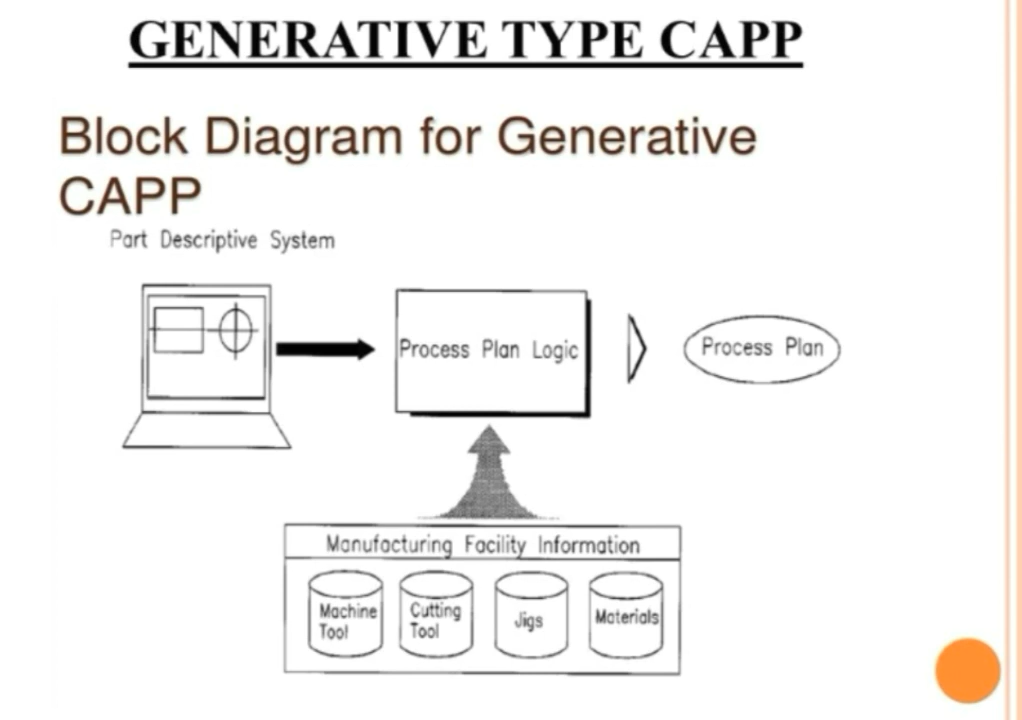 GENERATIVE TYPE CAPP
Block Diagram for Generative
CAPP
Part Descriptive System
Process Plan Logic
Process Plan
Manufacturing Facility Information
Machine
Tool
Cutting
Tool
Jigs
Materials